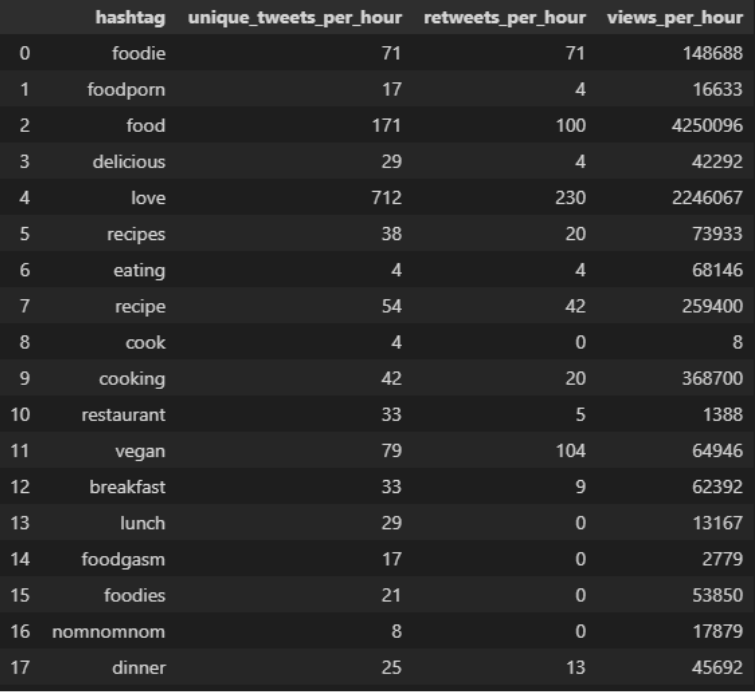 hashtag unique_tweets_per_hour retweets_per_hour views_per_hour
0 foodie 71 71 148688
1 foodporn 17 4 16633
2 food 171 100 4250096
3 delicious 29 4 42292
4 love 712 230 2246067
5 recipes 38 20 73933
6 eating 4 4 68146
7 recipe 54 42 259400
8 cook 4 0 8
9 cooking 42 20 368700
10 restaurant 33 5 1388
11 vegan 79 104 64946
12 breakfast 33 9 62392
13 lunch 29 0 13167
14 foodgasm 17 0 2779
15 foodies 21 0 53850
16 nomnomnom 8 0 17879
17 dinner 25 13 45692